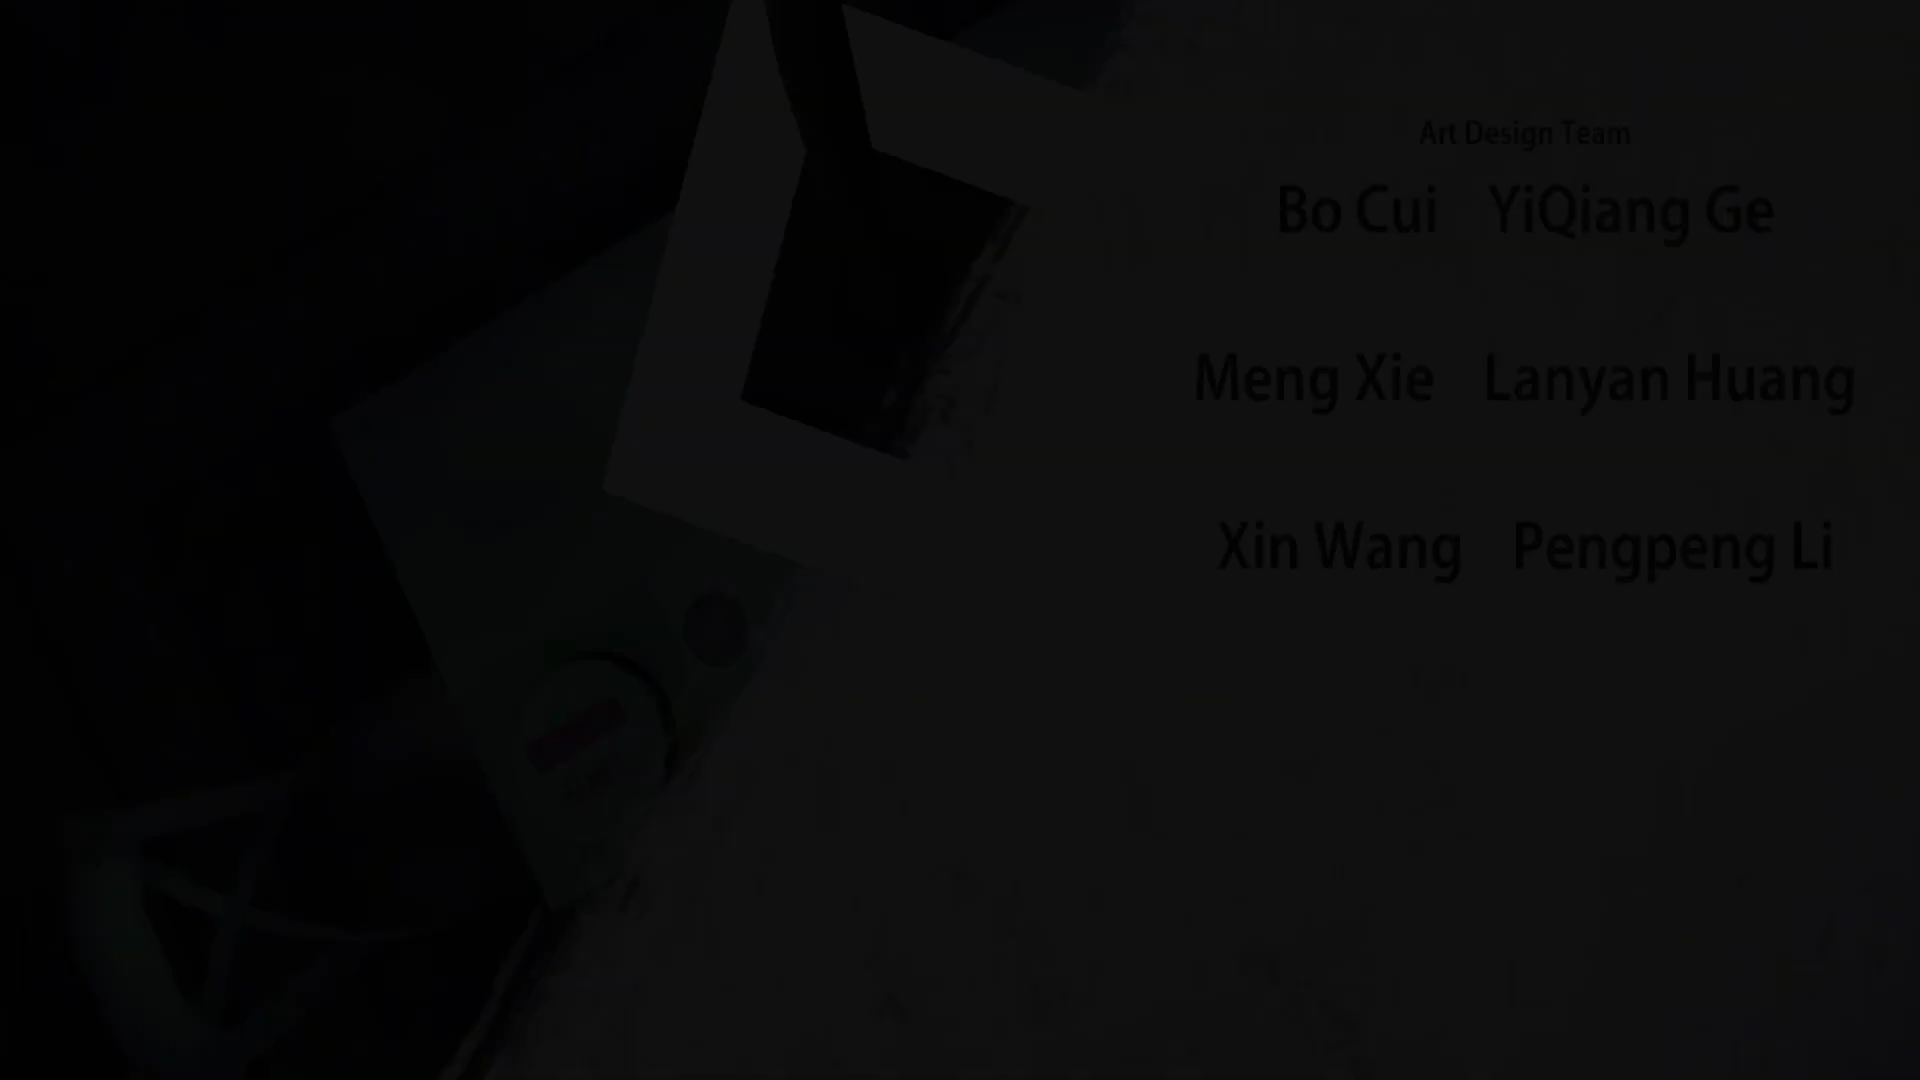 Art Design Team
Bo Cui YiQiang Ge
Meng Xie Lanyan Huang
Xin Wang Pengpeng Li